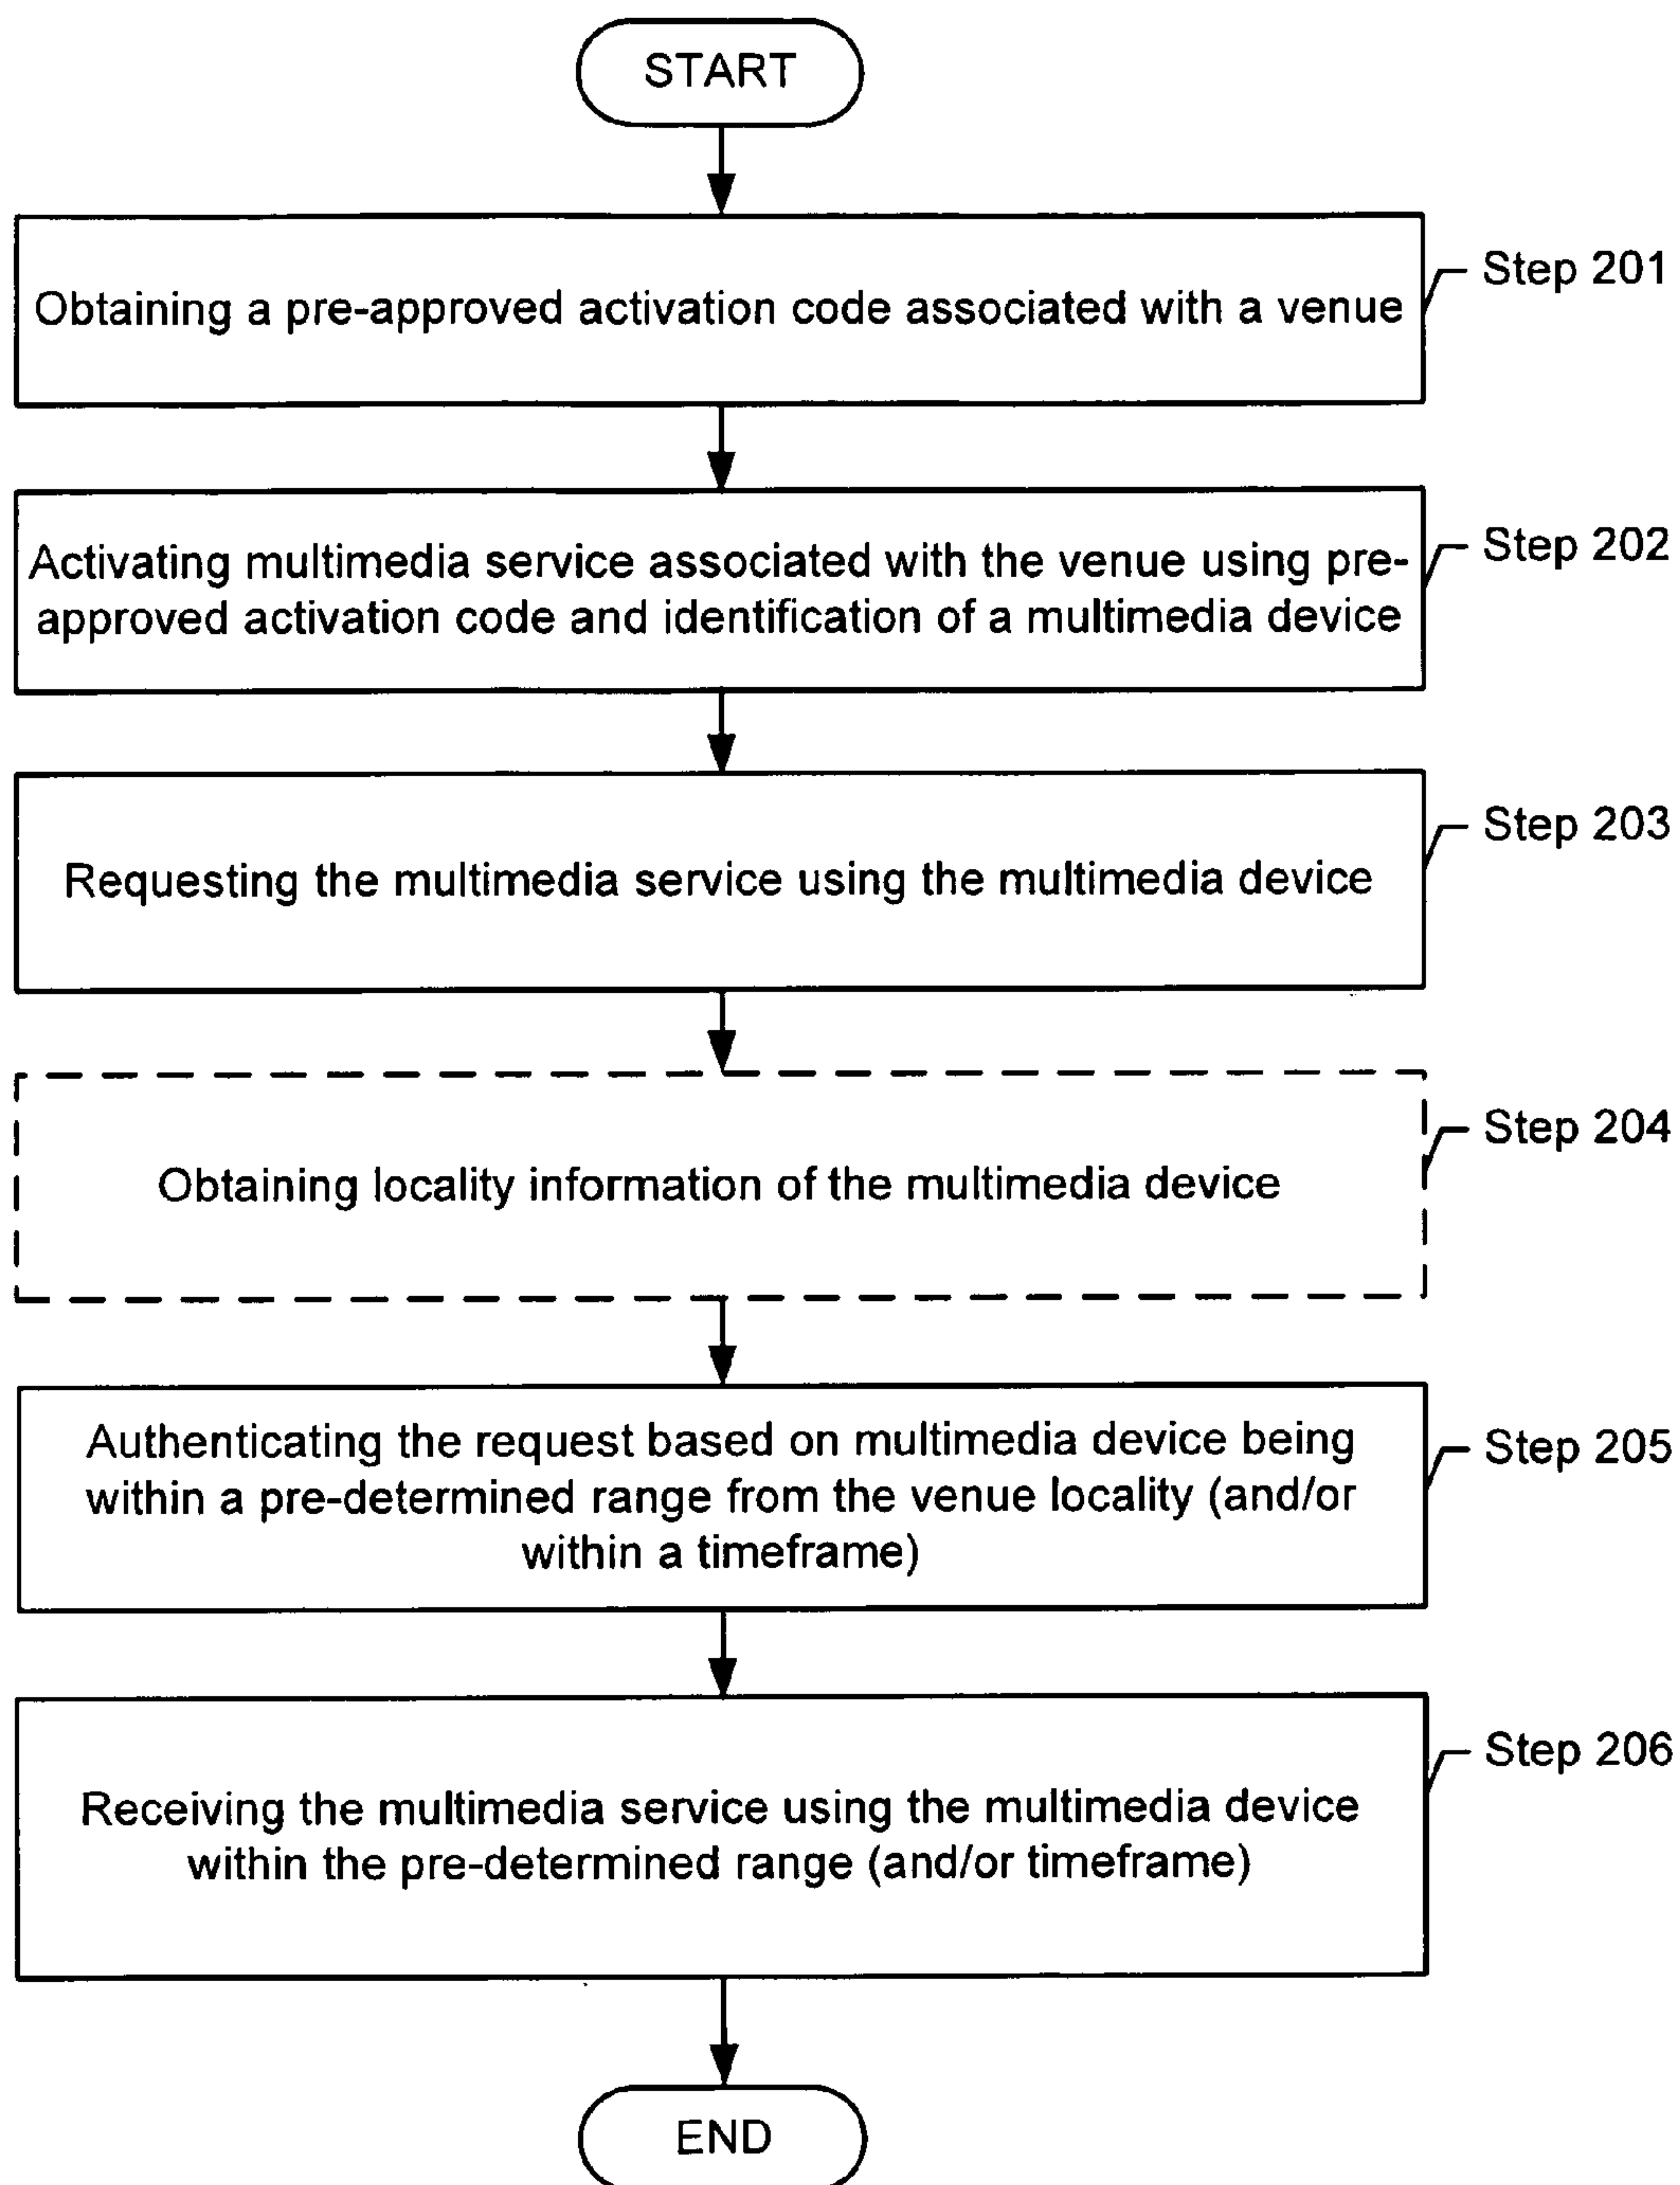 START
Obtaining a pre-approved activation code associated with a venue
Step 201
Activating multimedia service associated with the venue using pre-
approved activation code and identification of a multimedia device
Step 202
Requesting the multimedia service using the multimedia device
Step 203
Obtaining locality information of the multimedia device
Step 204
Authenticating the request based on multimedia device being
within a pre-determined range from the venue locality (and/or
within a timeframe)
Step 205
Receiving the multimedia service using the multimedia device
within the pre-determined range (and/or timeframe)
Step 206
END